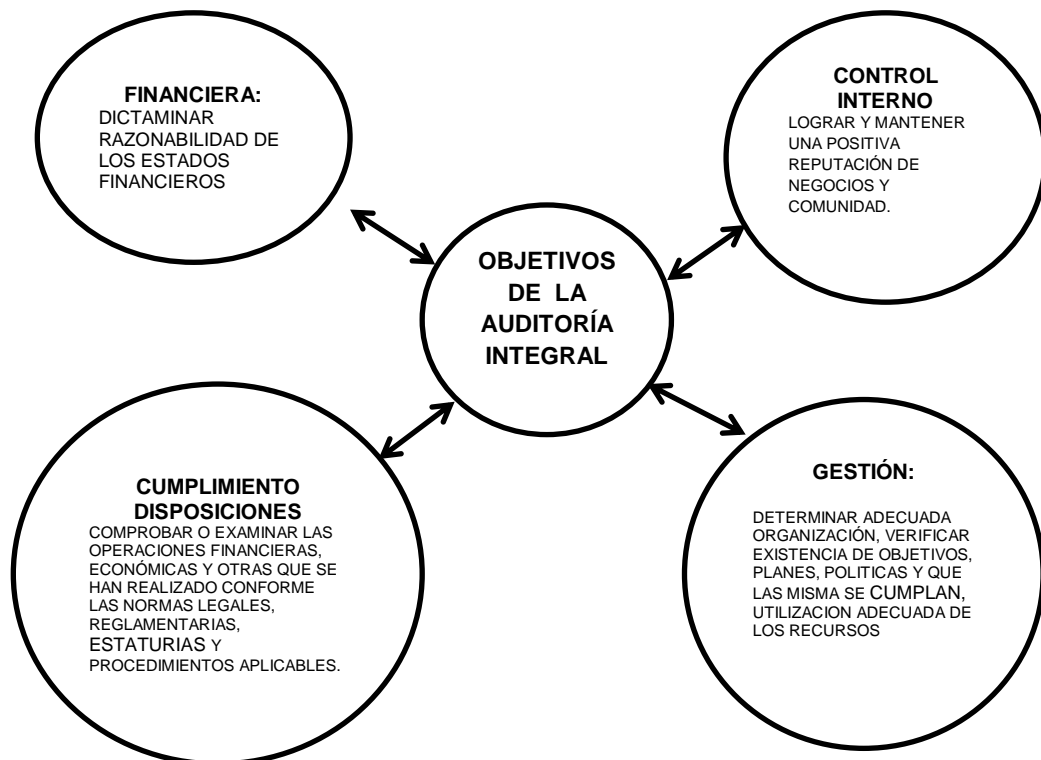 FINANCIERA:
DICTAMINAR
RAZONABILIDAD DE
LOS ESTADOS
FINANCIEROS
CONTROL
INTERNO
LOGRAR Y MANTENER
UNA POSITIVA
REPUTACIÓN DE
NEGOCIOS Y
COMUNIDAD.
OBJETIVOS
DE LA
AUDITORÍA
INTEGRAL
CUMPLIMIENTO
DISPOSICIONES
COMPROBAR O EXAMINAR LAS
OPERACIONES FINANCIERAS,
ECONÓMICAS Y OTRAS QUE SE
HAN REALIZADO CONFORME
LAS NORMAS LEGALES,
REGLAMENTARIAS,
ESTATURIAS Y
PROCEDIMIENTOS APLICABLES.
GESTIÓN:
DETERMINAR ADECUADA
ORGANIZACIÓN, VERIFICAR
EXISTENCIA DE OBJETIVOS,
PLANES, POLITICAS Y QUE
LAS MISMA SE CUMPLAN,
UTILIZACION ADECUADA DE
LOS RECURSOS